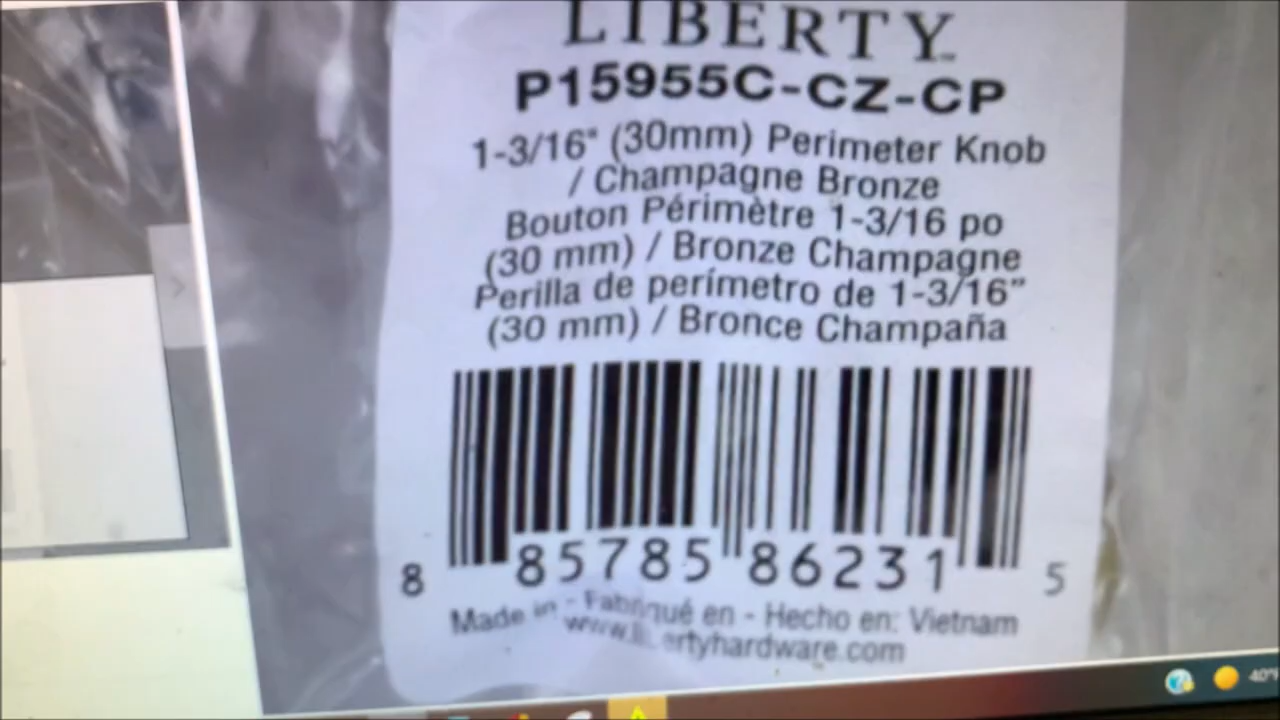 LIBERTY™
P15955C-CZ-CP
1-3/16" (30mm) Perimeter Knob
/ Champagne Bronze
Bouton Périmètre 1-3/16 po
(30 mm) / Bronze Champagne
Perilla de perímetro de 1-3/16”
(30 mm) / Bronce Champaña
8 85785 86231 5
Made in - Fabriqué en - Hecho en: Vietnam
www.libertyhardware.com
40°F